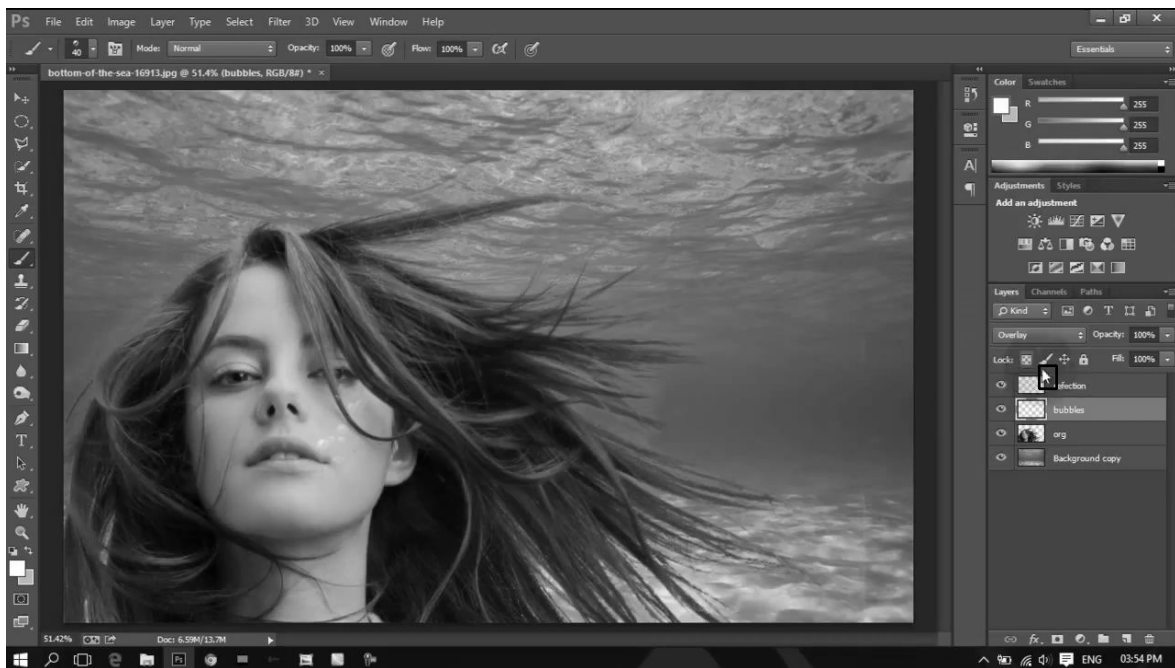 Ps File Edit Image Layer Type Select Filter 3D View Window Help
40 Mode: Normal Opacity: 100% Flow: 100% Essentials
bottom-of-the-sea-16913.jpg @ 51.4% (bubbles, RGB/8#) * ×
Color Swatches
R 255
G 255
B 255
Adjustments Styles
Add an adjustment
Layers Channels Paths
Kind
Overlay Opacity: 100%
Lock: Fill: 100%
bubbles
org
Background copy
51.42% Doc: 6.59M/13.7M
Ps ENG 03:54 PM